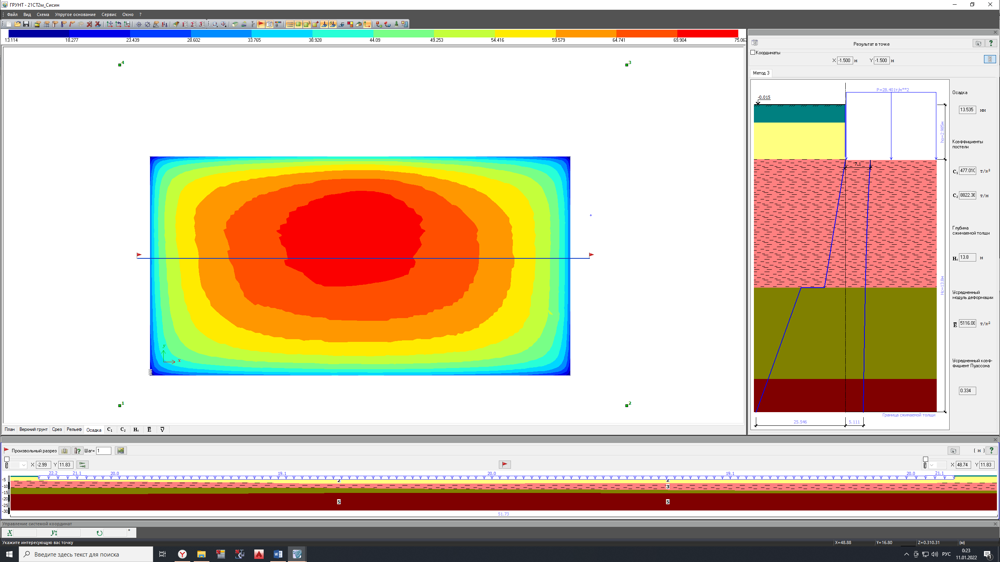 ГРУНТ - 21СТ2м_Сисин
Файл Вид Схема Упругое основание Сервис Окно ?
13.114 18.277 23.439 28.602 33.765 38.928 44.09 49.253 54.416 59.579 64.741 69.904 75.067
4
3
1
2
y
x
План Верхний грунт Срез Рельеф Осадка C1 C2 Hc E V
Результат в точке
Координаты
X -1.500 м Y -1.500 м
Метод 3
P=28.401т/м**2
-0.015
hо=2.985м
7.1
Hc=13.8м
Граница сжимаемой толщи
25.546 5.111
Осадка
13.535 мм
Коэффициенты
постели
C1 477.010 т/м3
C2 8822.36 т/м
Глубина
сжимаемой толщи
Hc 13.8 м
Усредненный
модуль деформации
E 5116.08 т/м2
Усредненный коэф-
фициент Пуассона
0.334
Произвольный разрез Шаг= 1 ( м )
X -2.99 Y 11.83 X 48.74 Y 11.83
22.2 21.1 20.0 19.1 20.0 19.1 20.0 21.1
-5
-10
-15
-20
-25
-30
2 2
3
5 5
51.73
Управление системой координат
x y °
Укажите интересующую вас точку X=48.88 Y=16.80 Z=0.310.31 (м)
Введите здесь текст для поиска
РУС
0:23
11.01.2022
1